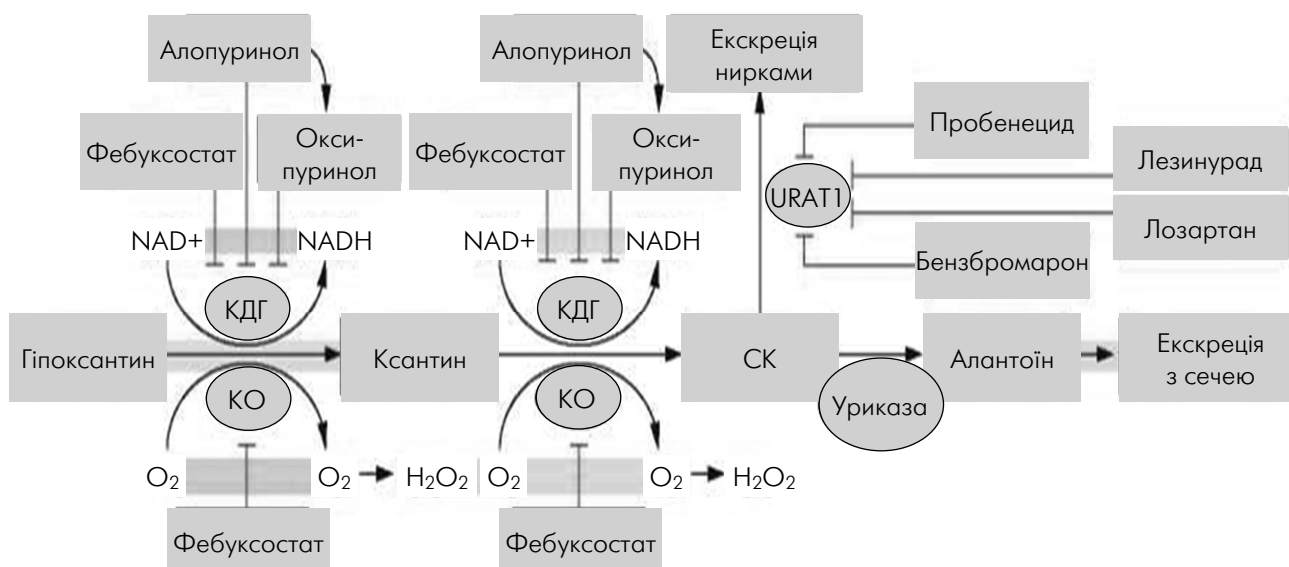 Алопуринол
Алопуринол
Екскреція
нирками
Фебуксостат
Окси-
пуринол
Фебуксостат
Окси-
пуринол
Пробенецид
Лезинурад
URAT1
Лозартан
NAD+
NADH
NAD+
NADH
Бензбромарон
КДГ
КДГ
Гіпоксантин
Ксантин
СК
Алантоїн
Екскреція
з сечею
КО
КО
Уриказа
O₂
O₂
H₂O₂
O₂
O₂
H₂O₂
Фебуксостат
Фебуксостат